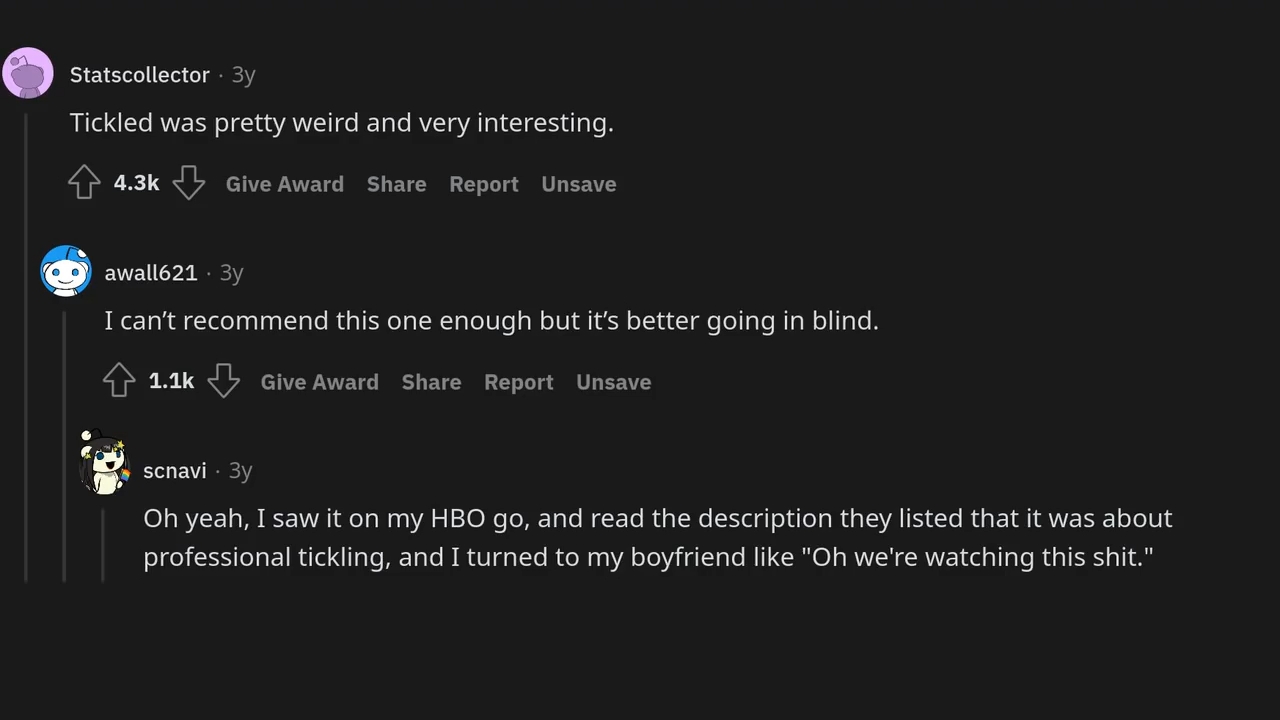 Statscollector · 3y
Tickled was pretty weird and very interesting.
4.3k Give Award Share Report Unsave
awall621 · 3y
I can’t recommend this one enough but it’s better going in blind.
1.1k Give Award Share Report Unsave
scnavi · 3y
Oh yeah, I saw it on my HBO go, and read the description they listed that it was about
professional tickling, and I turned to my boyfriend like "Oh we're watching this shit."